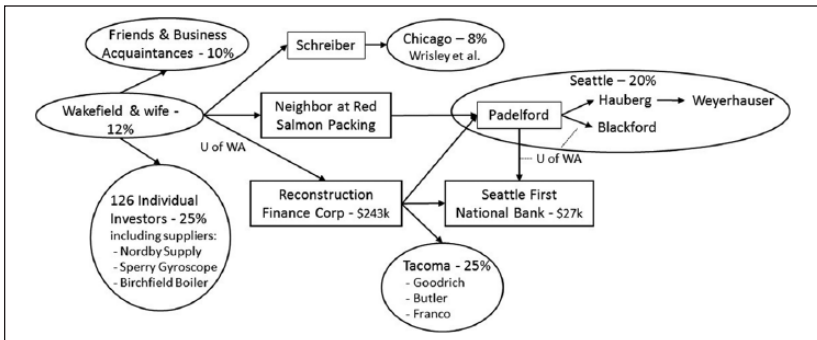 Friends & Business
Acquaintances - 10%
Schreiber
Chicago - 8%
Wrisley et al.
Wakefield & wife -
12%
Neighbor at Red
Salmon Packing
Seattle – 20%
Padelford
Hauberg
Weyerhauser
Blackford
U of WA
U of WA
126 Individual
Investors - 25%
including suppliers:
- Nordby Supply
- Sperry Gyroscope
- Birchfield Boiler
Reconstruction
Finance Corp - $243k
Seattle First
National Bank - $27k
Tacoma - 25%
- Goodrich
- Butler
- Franco